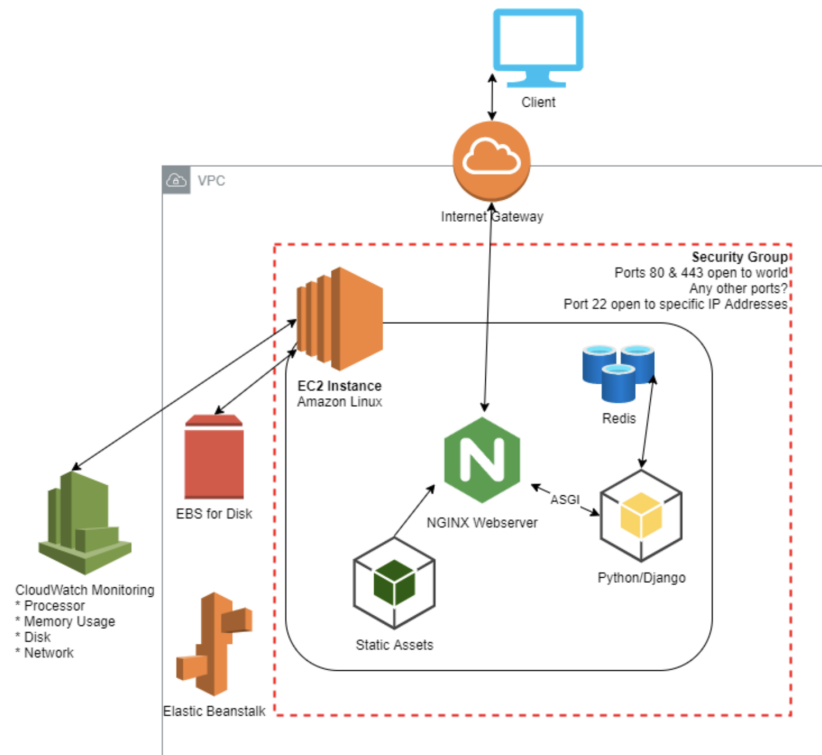 Client
VPC
Internet Gateway
Security Group
Ports 80 & 443 open to world
Any other ports?
Port 22 open to specific IP Addresses
EC2 Instance
Amazon Linux
Redis
EBS for Disk
N
NGINX Webserver
ASGI
Python/Django
CloudWatch Monitoring
* Processor
* Memory Usage
* Disk
* Network
Static Assets
Elastic Beanstalk